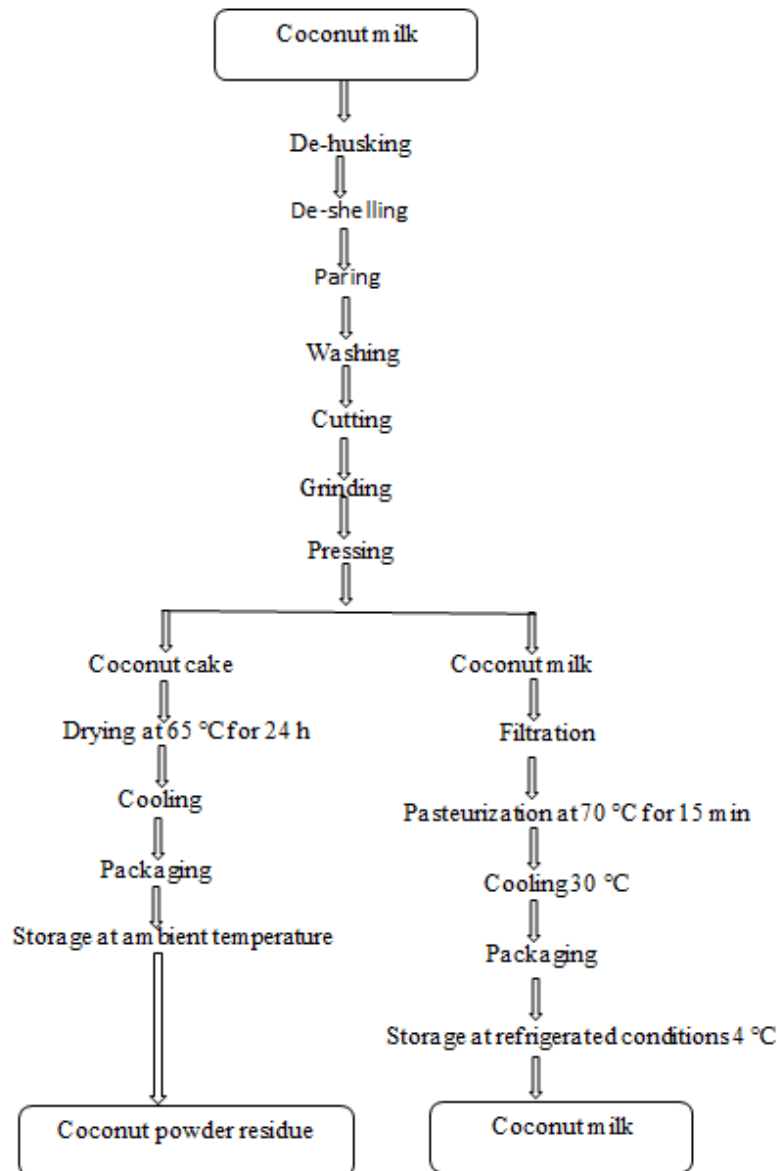 Coconut milk
De-husking
De-shelling
Paring
Washing
Cutting
Grinding
Pressing
Coconut cake
Drying at 65 °C for 24 h
Cooling
Packaging
Storage at ambient temperature
Coconut powder residue
Coconut milk
Filtration
Pasteurization at 70 °C for 15 min
Cooling 30 °C
Packaging
Storage at refrigerated conditions 4 °C
Coconut milk